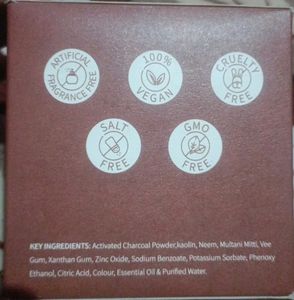 ARTIFICIAL
FRAGRANCE FREE
100%
VEGAN
CRUELTY
FREE
SALT
FREE
GMO
FREE
KEY INGREDIENTS: Activated Charcoal Powder,kaolin, Neem, Multani Mitti, Vee
Gum, Xanthan Gum, Zinc Oxide, Sodium Benzoate, Potassium Sorbate, Phenoxy
Ethanol, Citric Acid, Colour, Essential Oil & Purified Water.